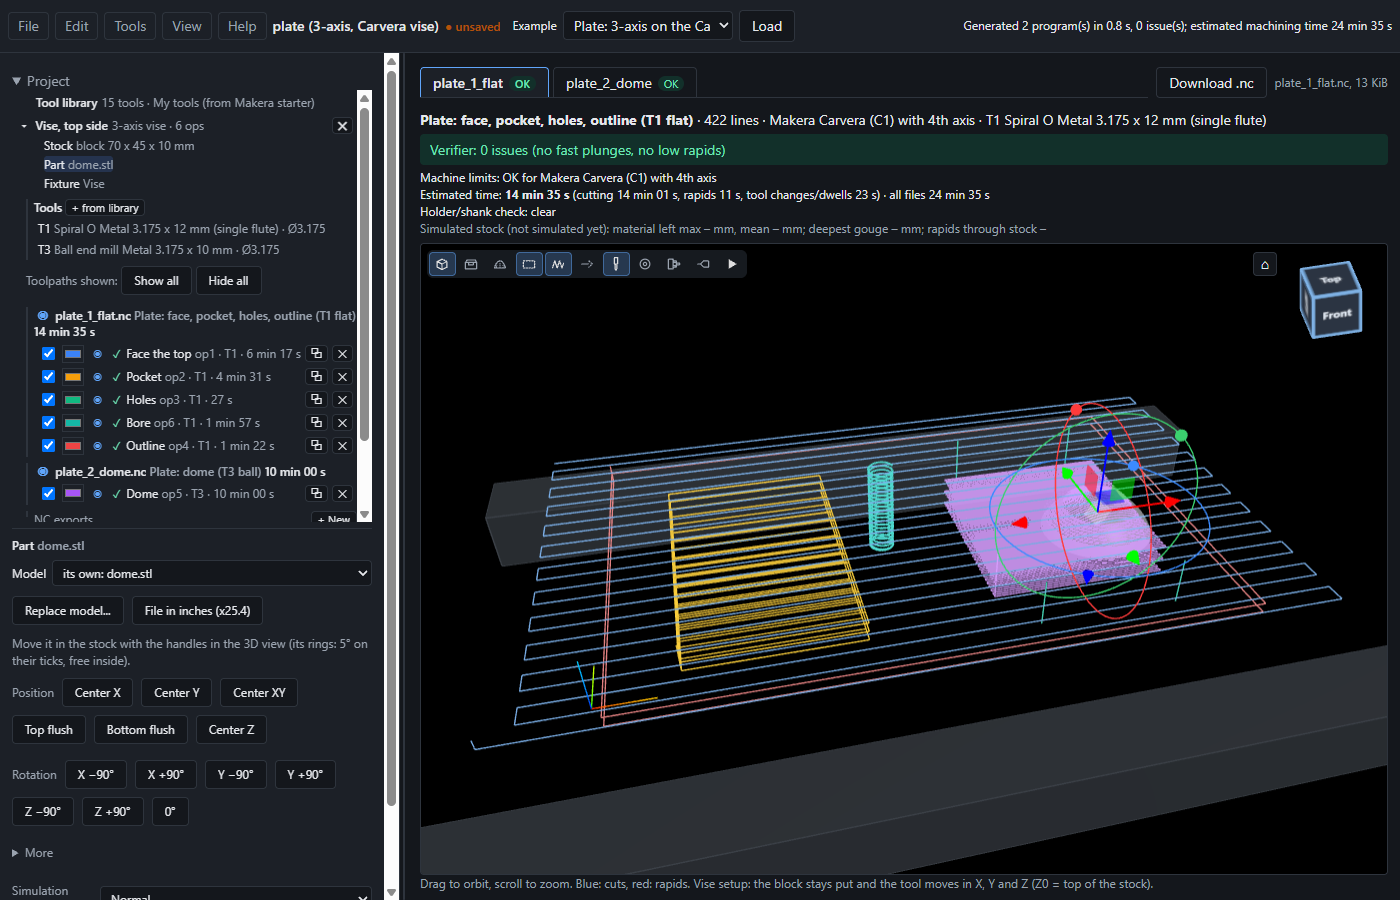 File Edit Tools View Help plate (3-axis, Carvera vise) ● unsaved Example Plate: 3-axis on the Ca Load Generated 2 program(s) in 0.8 s, 0 issue(s); estimated machining time 24 min 35 s
Project
Tool library 15 tools · My tools (from Makera starter)
Vise, top side 3-axis vise · 6 ops
Stock block 70 x 45 x 10 mm
Part dome.stl
Fixture Vise
Tools + from library
T1 Spiral O Metal 3.175 x 12 mm (single flute) · Ø3.175
T3 Ball end mill Metal 3.175 x 10 mm · Ø3.175
Toolpaths shown: Show all Hide all
plate_1_flat.nc Plate: face, pocket, holes, outline (T1 flat)
14 min 35 s
✓ Face the top op1 · T1 · 6 min 17 s
✓ Pocket op2 · T1 · 4 min 31 s
✓ Holes op3 · T1 · 27 s
✓ Bore op6 · T1 · 1 min 57 s
✓ Outline op4 · T1 · 1 min 22 s
plate_2_dome.nc Plate: dome (T3 ball) 10 min 00 s
✓ Dome op5 · T3 · 10 min 00 s
NC exports + New
Part dome.stl
Model its own: dome.stl
Replace model... File in inches (x25.4)
Move it in the stock with the handles in the 3D view (its rings: 5° on
their ticks, free inside).
Position Center X Center Y Center XY
Top flush Bottom flush Center Z
Rotation X −90° X +90° Y −90° Y +90°
Z −90° Z +90° 0°
More
Simulation Normal
plate_1_flat OK plate_2_dome OK Download .nc plate_1_flat.nc, 13 KiB
Plate: face, pocket, holes, outline (T1 flat) · 422 lines · Makera Carvera (C1) with 4th axis · T1 Spiral O Metal 3.175 x 12 mm (single flute)
Verifier: 0 issues (no fast plunges, no low rapids)
Machine limits: OK for Makera Carvera (C1) with 4th axis
Estimated time: 14 min 35 s (cutting 14 min 01 s, rapids 11 s, tool changes/dwells 23 s) · all files 24 min 35 s
Holder/shank check: clear
Simulated stock (not simulated yet): material left max – mm, mean – mm; deepest gouge – mm; rapids through stock –
Top
Front
Drag to orbit, scroll to zoom. Blue: cuts, red: rapids. Vise setup: the block stays put and the tool moves in X, Y and Z (Z0 = top of the stock).